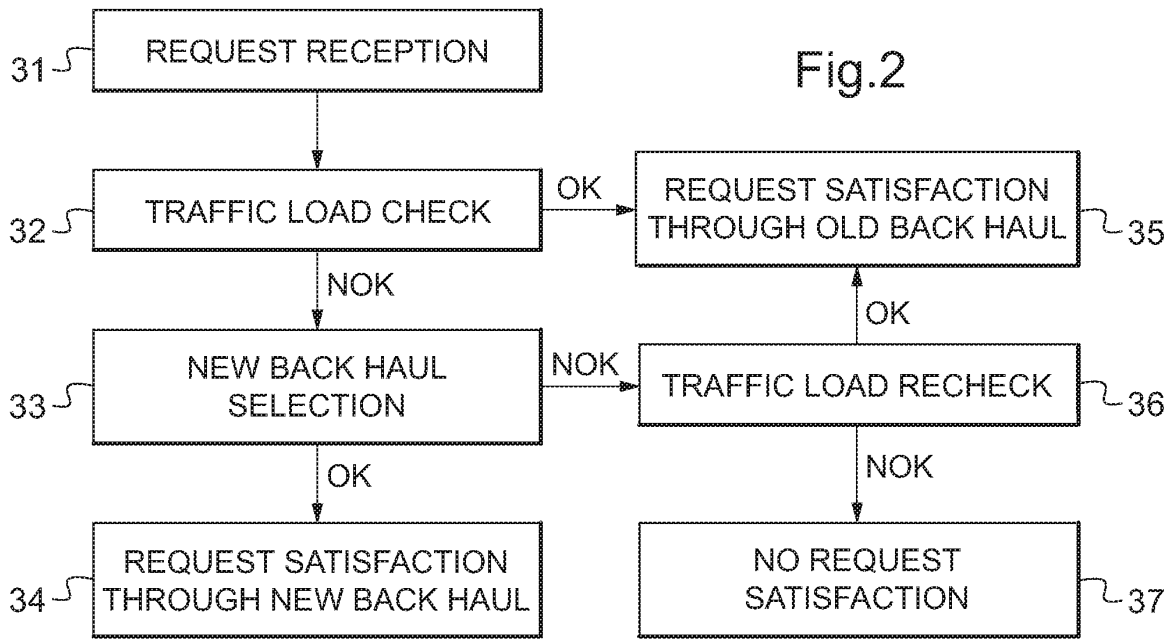 31
REQUEST RECEPTION
Fig.2
32
TRAFFIC LOAD CHECK
OK
REQUEST SATISFACTION
THROUGH OLD BACK HAUL
35
NOK
OK
33
NEW BACK HAUL
SELECTION
NOK
TRAFFIC LOAD RECHECK
36
OK
NOK
34
REQUEST SATISFACTION
THROUGH NEW BACK HAUL
NO REQUEST
SATISFACTION
37